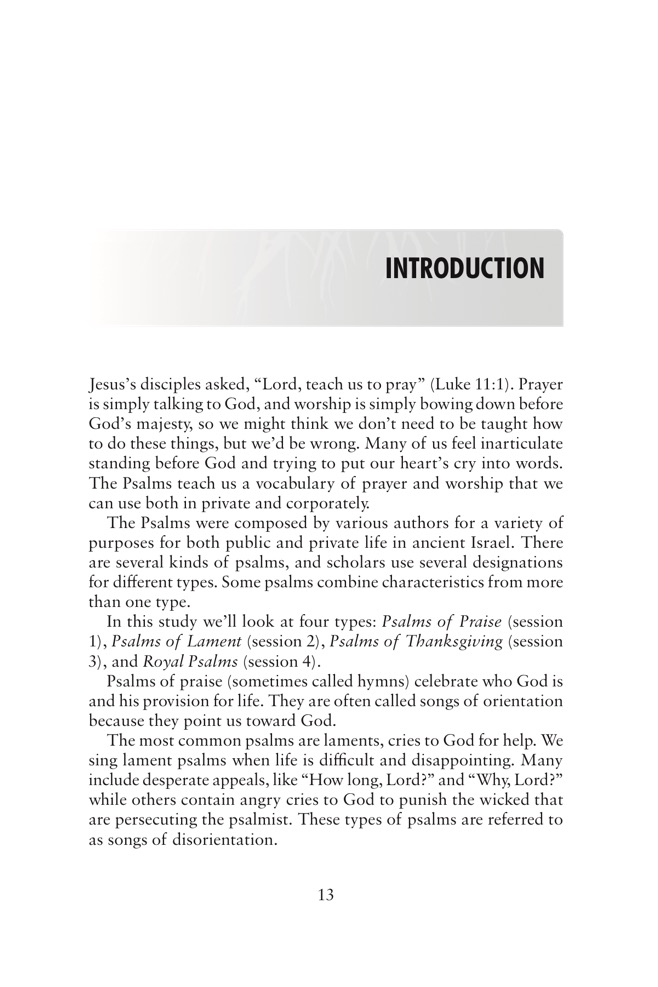 INTRODUCTION
Jesus’s disciples asked, “Lord, teach us to pray” (Luke 11:1). Prayer
is simply talking to God, and worship is simply bowing down before
God’s majesty, so we might think we don’t need to be taught how
to do these things, but we’d be wrong. Many of us feel inarticulate
standing before God and trying to put our heart’s cry into words.
The Psalms teach us a vocabulary of prayer and worship that we
can use both in private and corporately.
The Psalms were composed by various authors for a variety of
purposes for both public and private life in ancient Israel. There
are several kinds of psalms, and scholars use several designations
for different types. Some psalms combine characteristics from more
than one type.
In this study we’ll look at four types: Psalms of Praise (session
1), Psalms of Lament (session 2), Psalms of Thanksgiving (session
3), and Royal Psalms (session 4).
Psalms of praise (sometimes called hymns) celebrate who God is
and his provision for life. They are often called songs of orientation
because they point us toward God.
The most common psalms are laments, cries to God for help. We
sing lament psalms when life is difficult and disappointing. Many
include desperate appeals, like “How long, Lord?” and “Why, Lord?”
while others contain angry cries to God to punish the wicked that
are persecuting the psalmist. These types of psalms are referred to
as songs of disorientation.
13